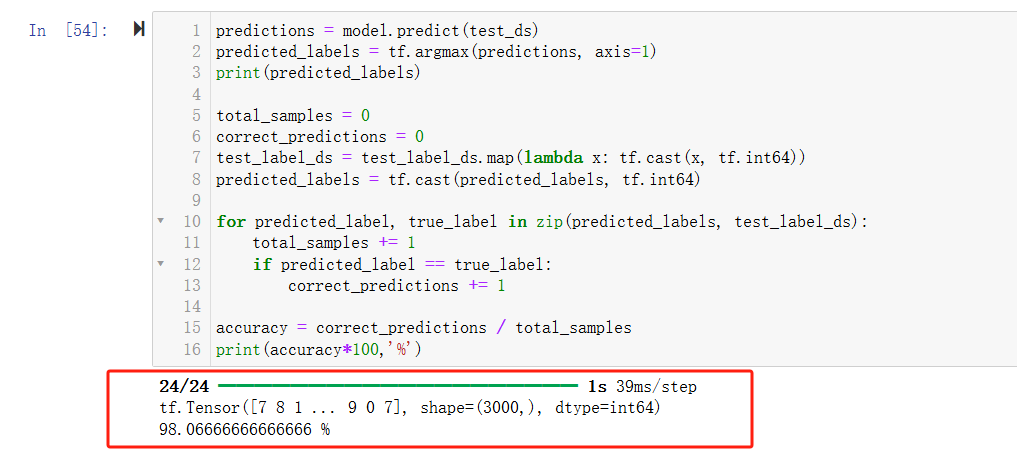 In [54]:
1 predictions = model.predict(test_ds)
2 predicted_labels = tf.argmax(predictions, axis=1)
3 print(predicted_labels)
4
5 total_samples = 0
6 correct_predictions = 0
7 test_label_ds = test_label_ds.map(lambda x: tf.cast(x, tf.int64))
8 predicted_labels = tf.cast(predicted_labels, tf.int64)
9
10 for predicted_label, true_label in zip(predicted_labels, test_label_ds):
11     total_samples += 1
12     if predicted_label == true_label:
13         correct_predictions += 1
14
15 accuracy = correct_predictions / total_samples
16 print(accuracy*100,'%')
24/24 1s 39ms/step
tf.Tensor([7 8 1 ... 9 0 7], shape=(3000,), dtype=int64)
98.06666666666666 %